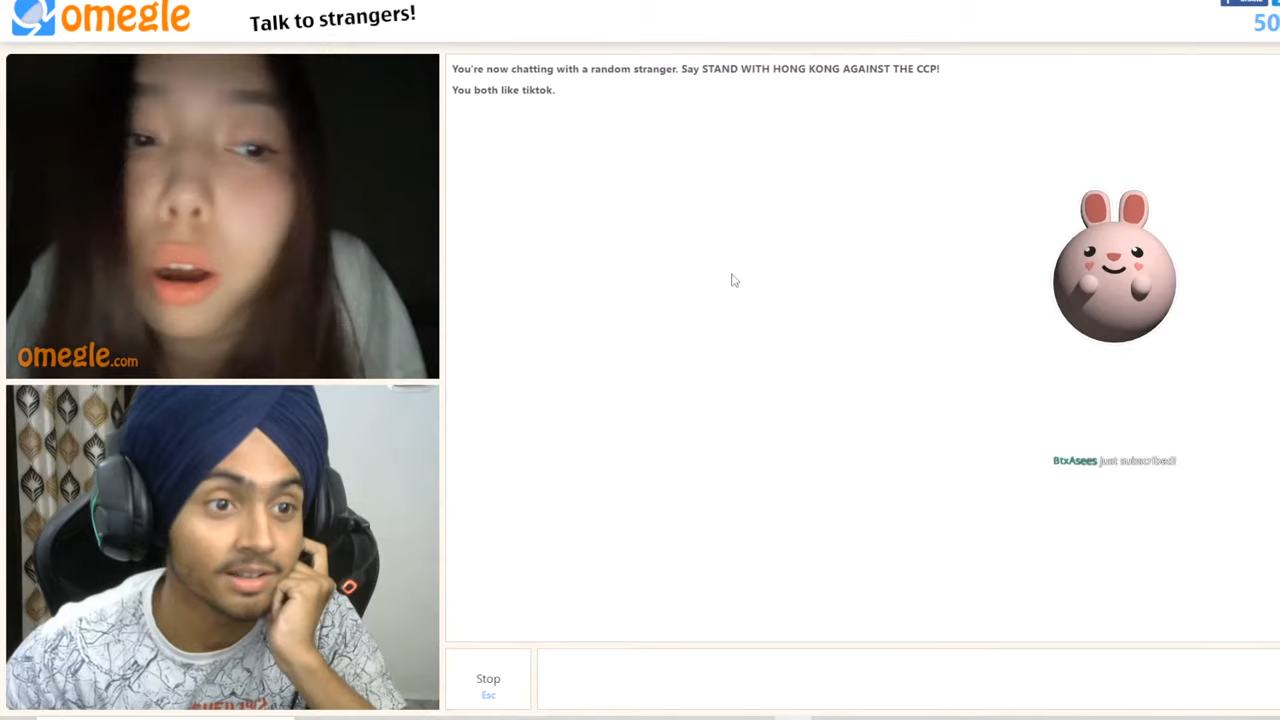 omegle
Talk to strangers!
50
You're now chatting with a random stranger. Say STAND WITH HONG KONG AGAINST THE CCP!
You both like tiktok.
omegle.com
BtxAsees just subscribed!
Stop
Esc